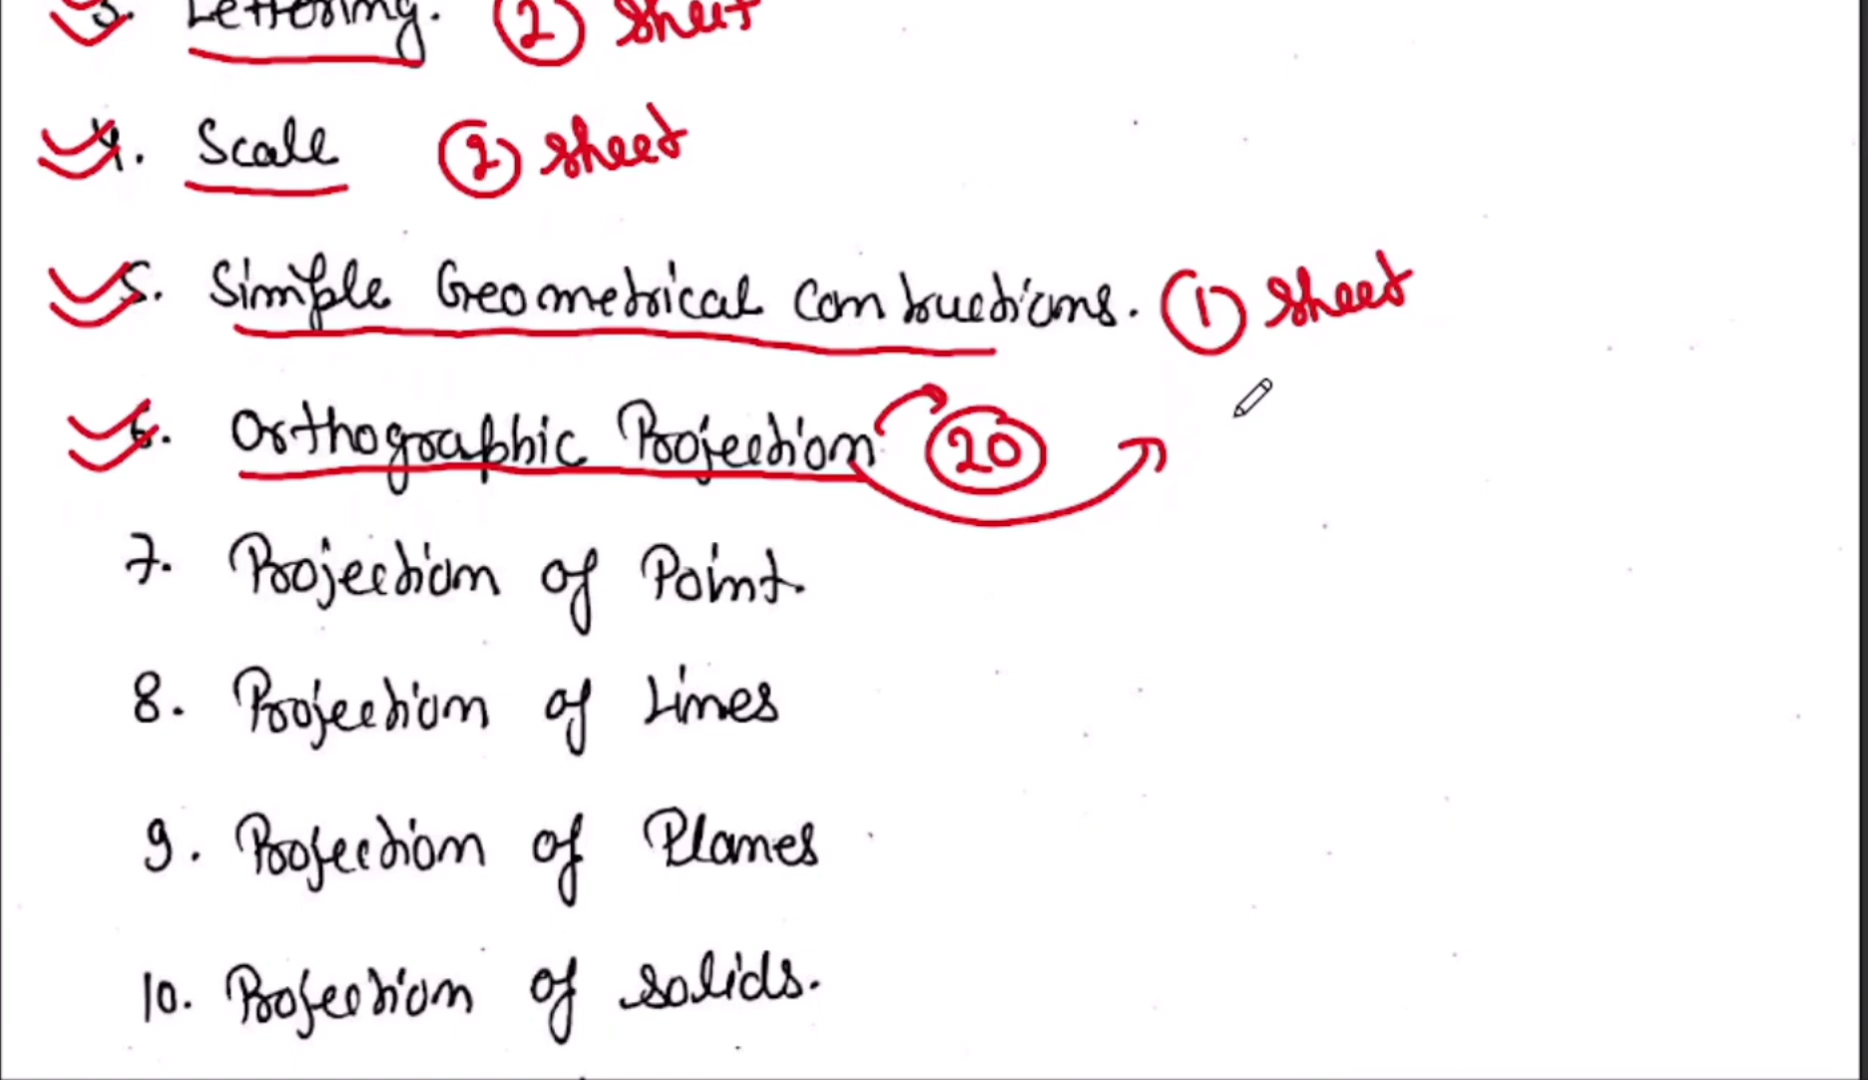 3. Lettering. 2 sheet
4. Scale 2 sheet
5. Simple Geometrical Contructions. 1 sheet
6. Orthographic Projection 20
7. Projection of Point.
8. Projection of Lines
9. Projection of Planes
10. Projection of solids.